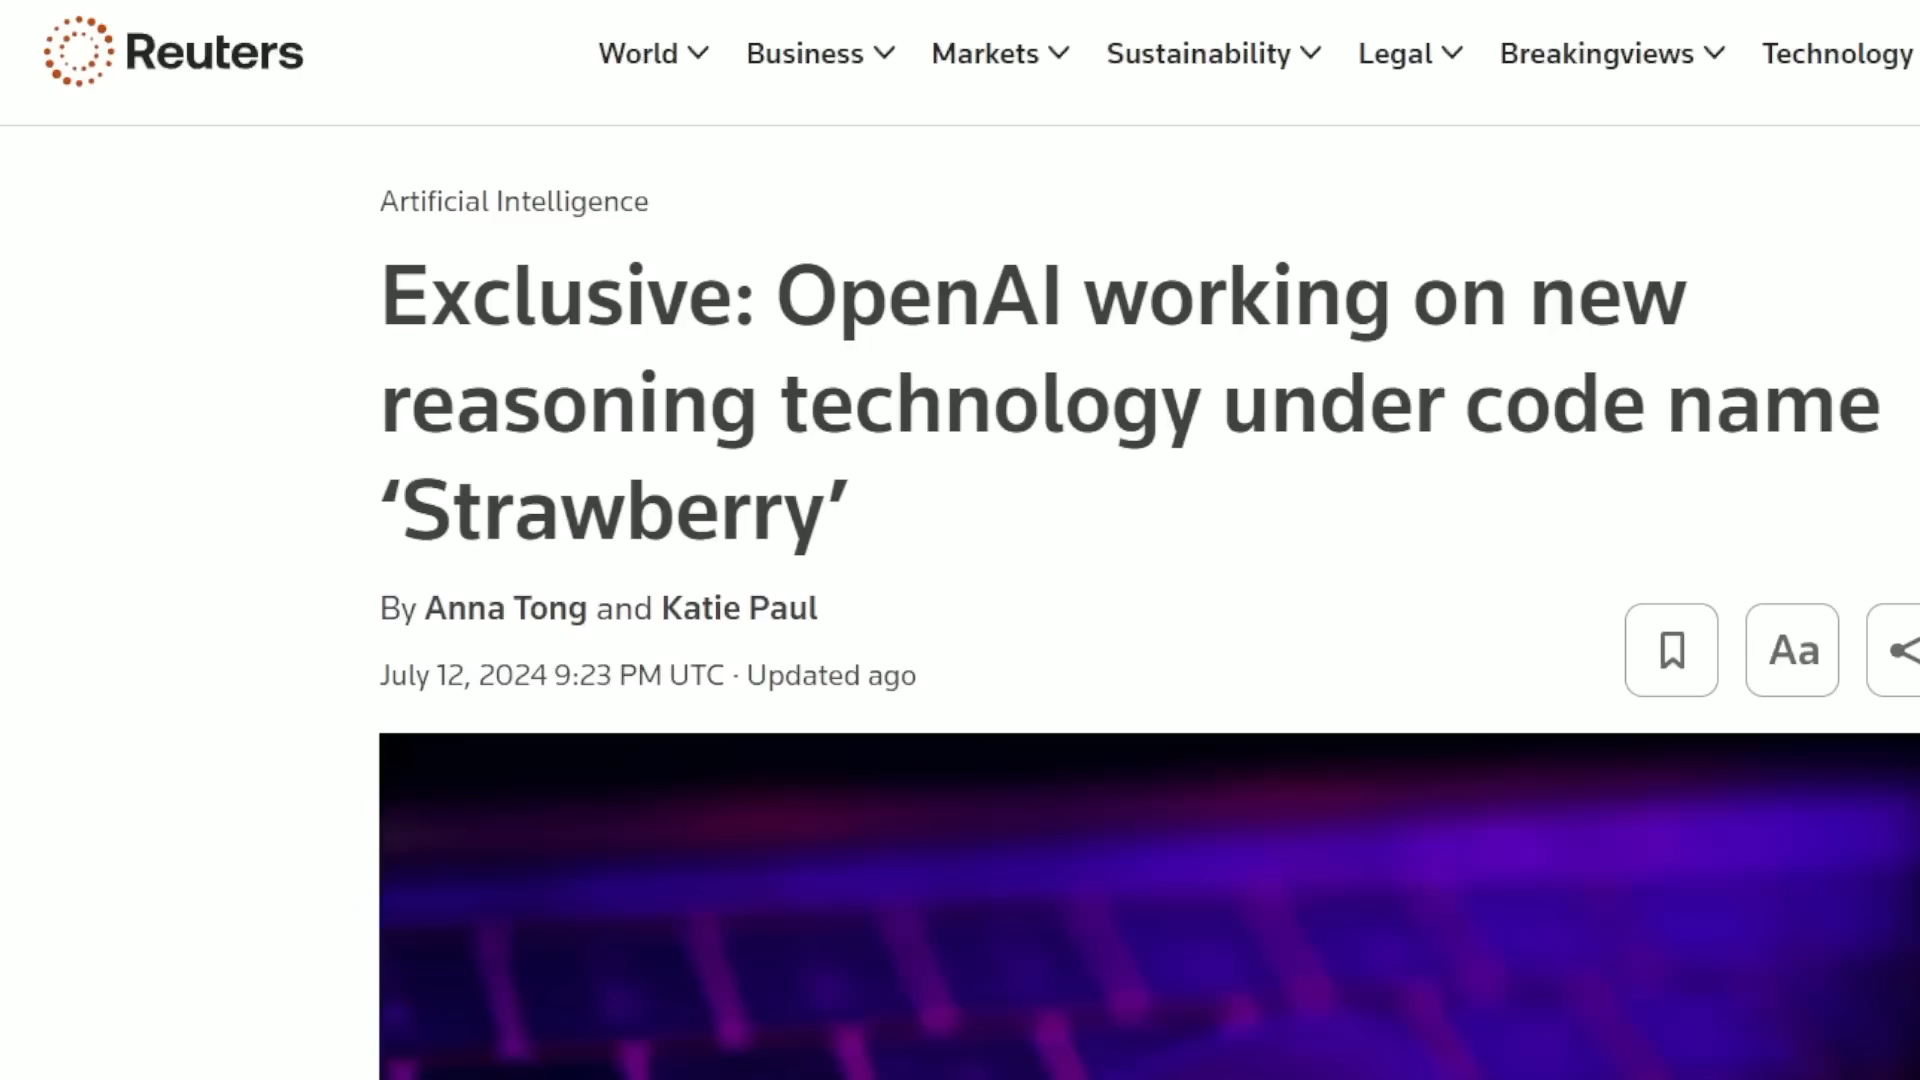 Reuters
World Business Markets Sustainability Legal Breakingviews Technology
Artificial Intelligence
Exclusive: OpenAI working on new
reasoning technology under code name
‘Strawberry’
By Anna Tong and Katie Paul
July 12, 2024 9:23 PM UTC · Updated ago
Aa